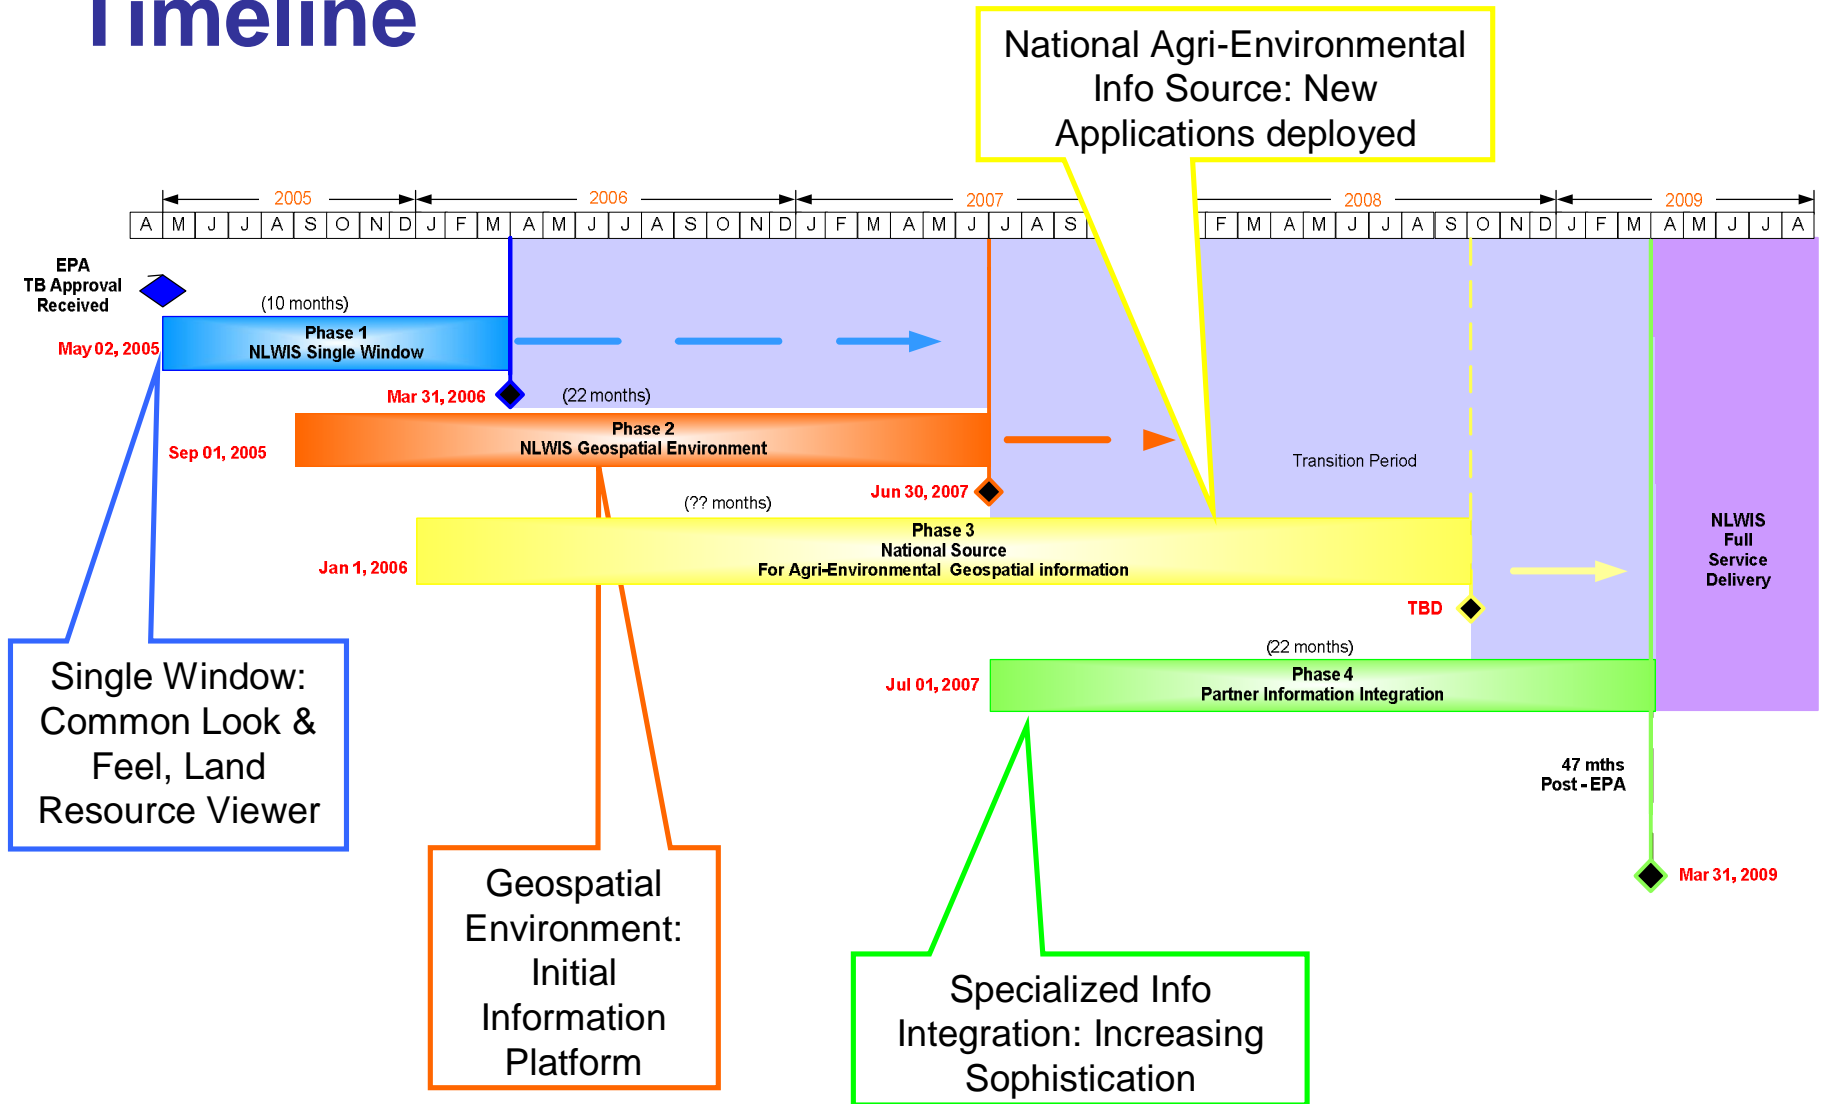 Timeline
National Agri-Environmental
Info Source: New
Applications deployed
2005 2006 2007 2008 2009
A M J J A S O N D J F M A M J J A S O N D J F M A M J J A S F M A M J J A S O N D J F M A M J J A
EPA
TB Approval
Received
(10 months)
May 02, 2005
Phase 1
NLWIS Single Window
Mar 31, 2006
(22 months)
Phase 2
NLWIS Geospatial Environment
Sep 01, 2005
Transition Period
Jun 30, 2007
(?? months)
Phase 3
National Source
For Agri-Environmental Geospatial information
Jan 1, 2006
NLWIS
Full
Service
Delivery
TBD
(22 months)
Phase 4
Partner Information Integration
Jul 01, 2007
Single Window:
Common Look &
Feel, Land
Resource Viewer
47 mths
Post - EPA
Mar 31, 2009
Geospatial
Environment:
Initial
Information
Platform
Specialized Info
Integration: Increasing
Sophistication